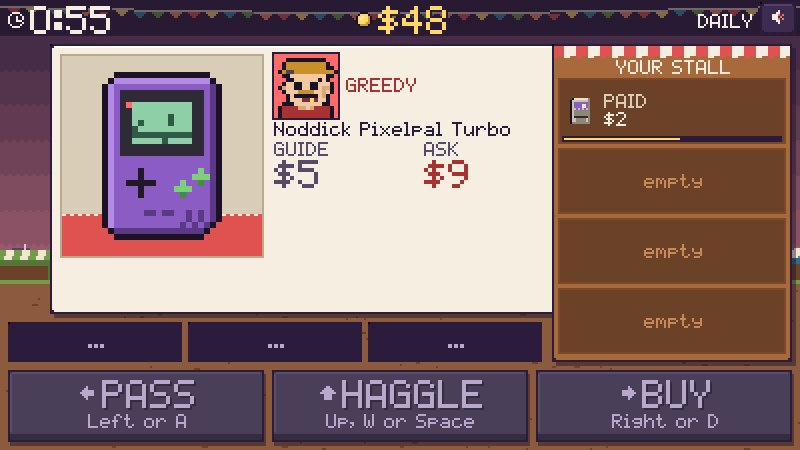 0:55
$48
DAILY
GREEDY
Noddick Pixelpal Turbo
GUIDE
$5
ASK
$9
YOUR STALL
PAID
$2
empty
empty
empty
...
...
...
PASS
Left or A
HAGGLE
Up, W or Space
BUY
Right or D